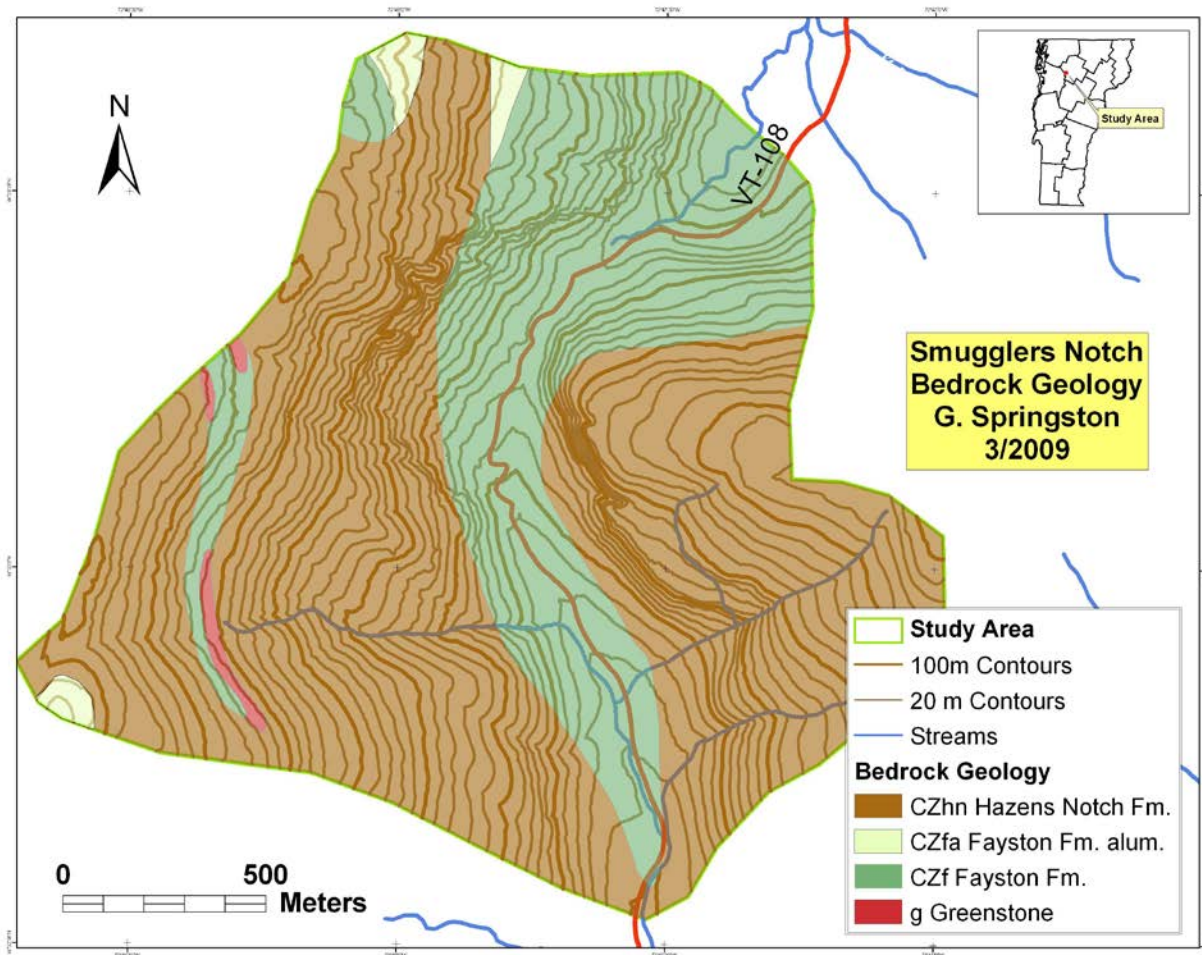 N
VT-108
Study Area
Smugglers Notch
Bedrock Geology
G. Springston
3/2009
0 500
Meters
Study Area
100m Contours
20 m Contours
Streams
Bedrock Geology
CZhn Hazens Notch Fm.
CZfa Fayston Fm. alum.
CZf Fayston Fm.
g Greenstone